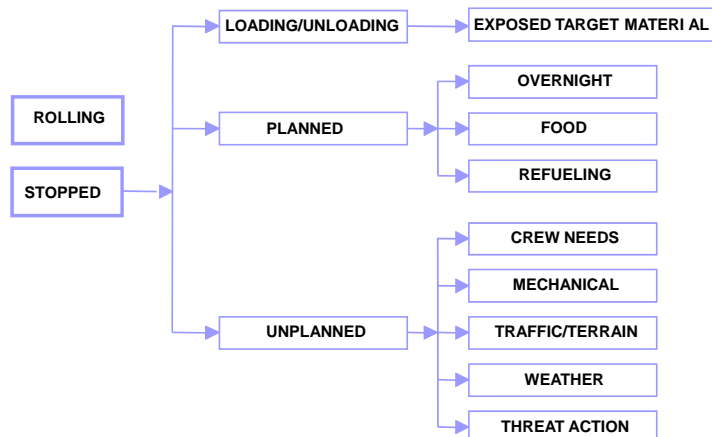 LOADING/UNLOADING
EXPOSED TARGET MATERI AL
ROLLING
STOPPED
PLANNED
OVERNIGHT
FOOD
REFUELING
UNPLANNED
CREW NEEDS
MECHANICAL
TRAFFIC/TERRAIN
WEATHER
THREAT ACTION